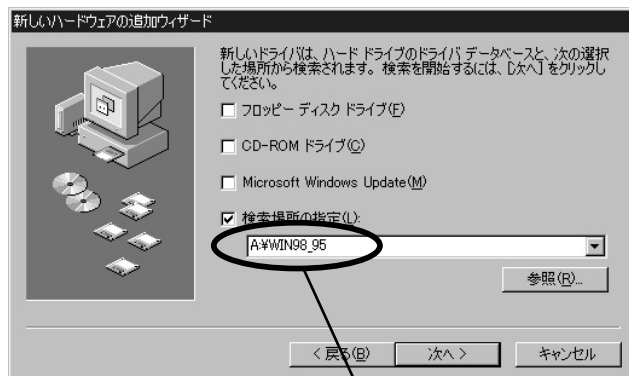 新しいハードウェアの追加ウィザード
新しいドライバは、ハード ドライブのドライバ データベースと、次の選択
した場所から検索されます。検索を開始するには、[次へ] をクリックし
てください。
フロッピー ディスク ドライブ(F)
CD-ROM ドライブ(C)
Microsoft Windows Update(M)
検索場所の指定(L):
A:¥WIN98_95
参照(R)...
< 戻る(B)
次へ >
キャンセル